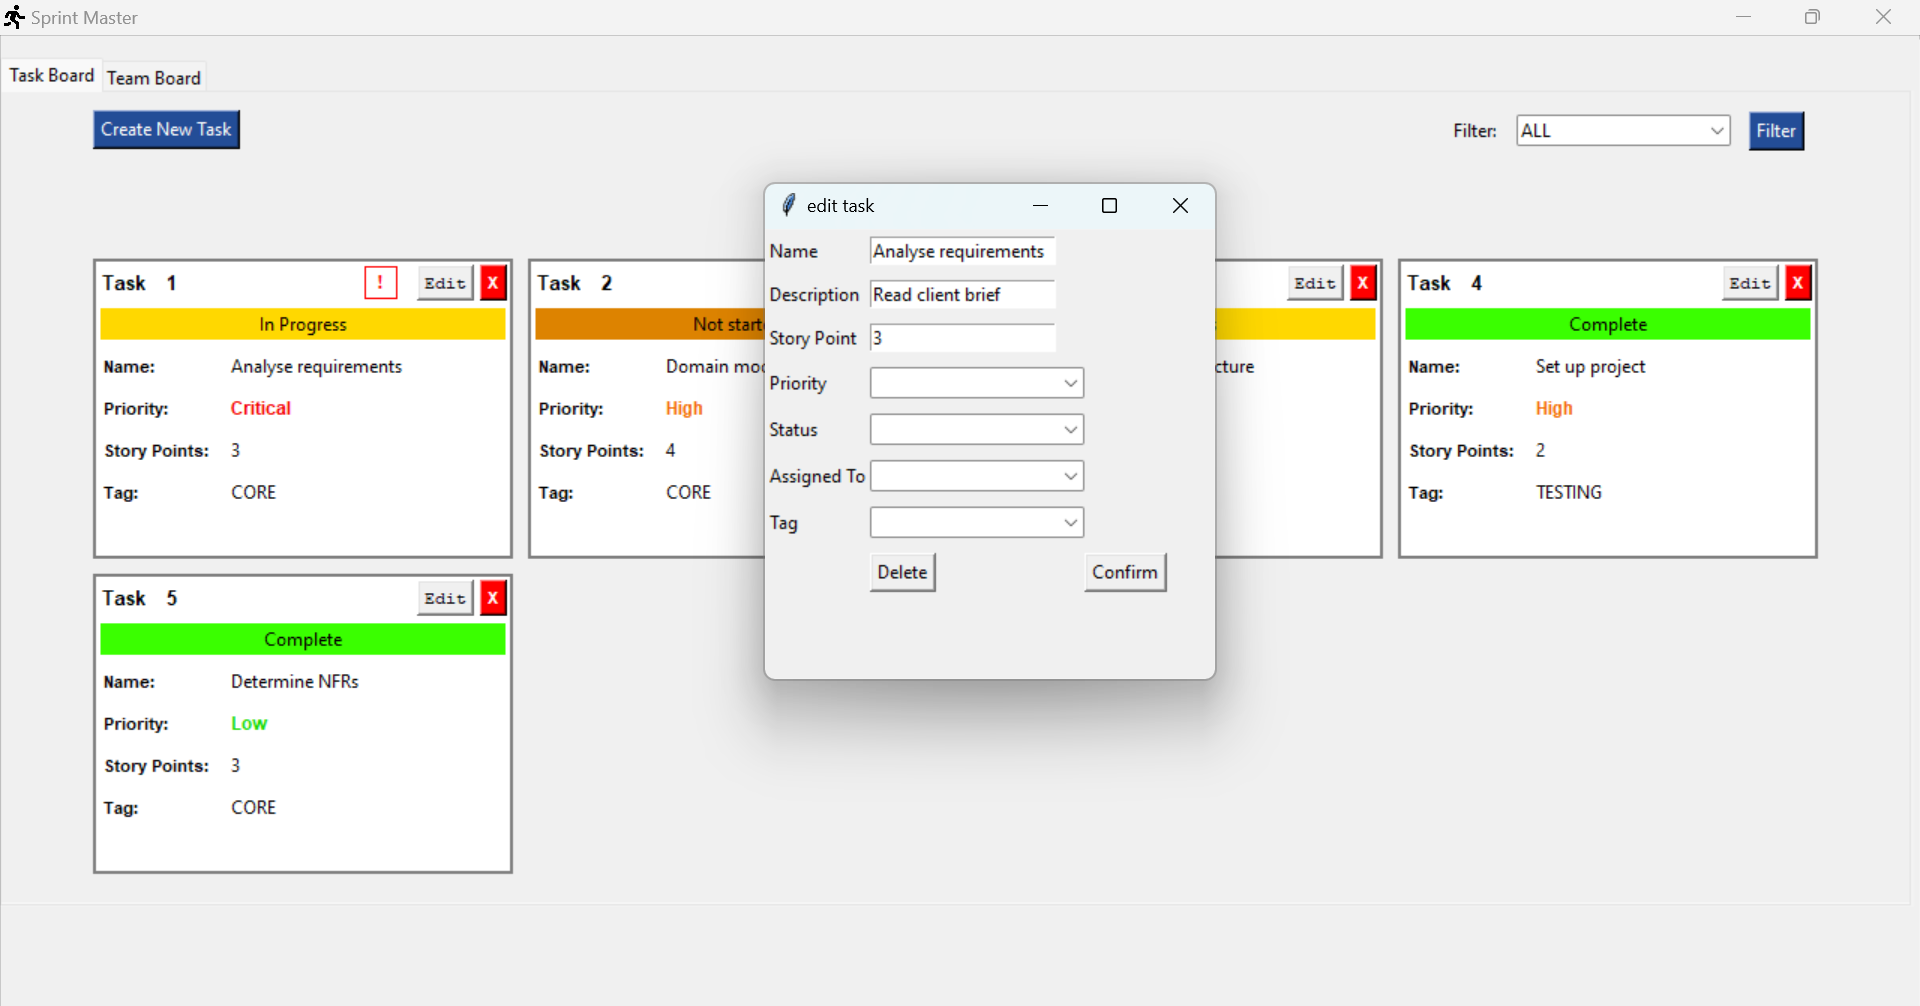 Sprint Master
Task Board Team Board
Create New Task
Filter: ALL Filter
Task 1 ! Edit X
In Progress
Name: Analyse requirements
Priority: Critical
Story Points: 3
Tag: CORE
Task 2
Not start
Name: Domain mo
Priority: High
Story Points: 4
Tag: CORE
edit task
Name Analyse requirements
Description Read client brief
Story Point 3
Priority
Status
Assigned To
Tag
Delete Confirm
Edit X
cture
Task 4 Edit X
Complete
Name: Set up project
Priority: High
Story Points: 2
Tag: TESTING
Task 5 Edit X
Complete
Name: Determine NFRs
Priority: Low
Story Points: 3
Tag: CORE